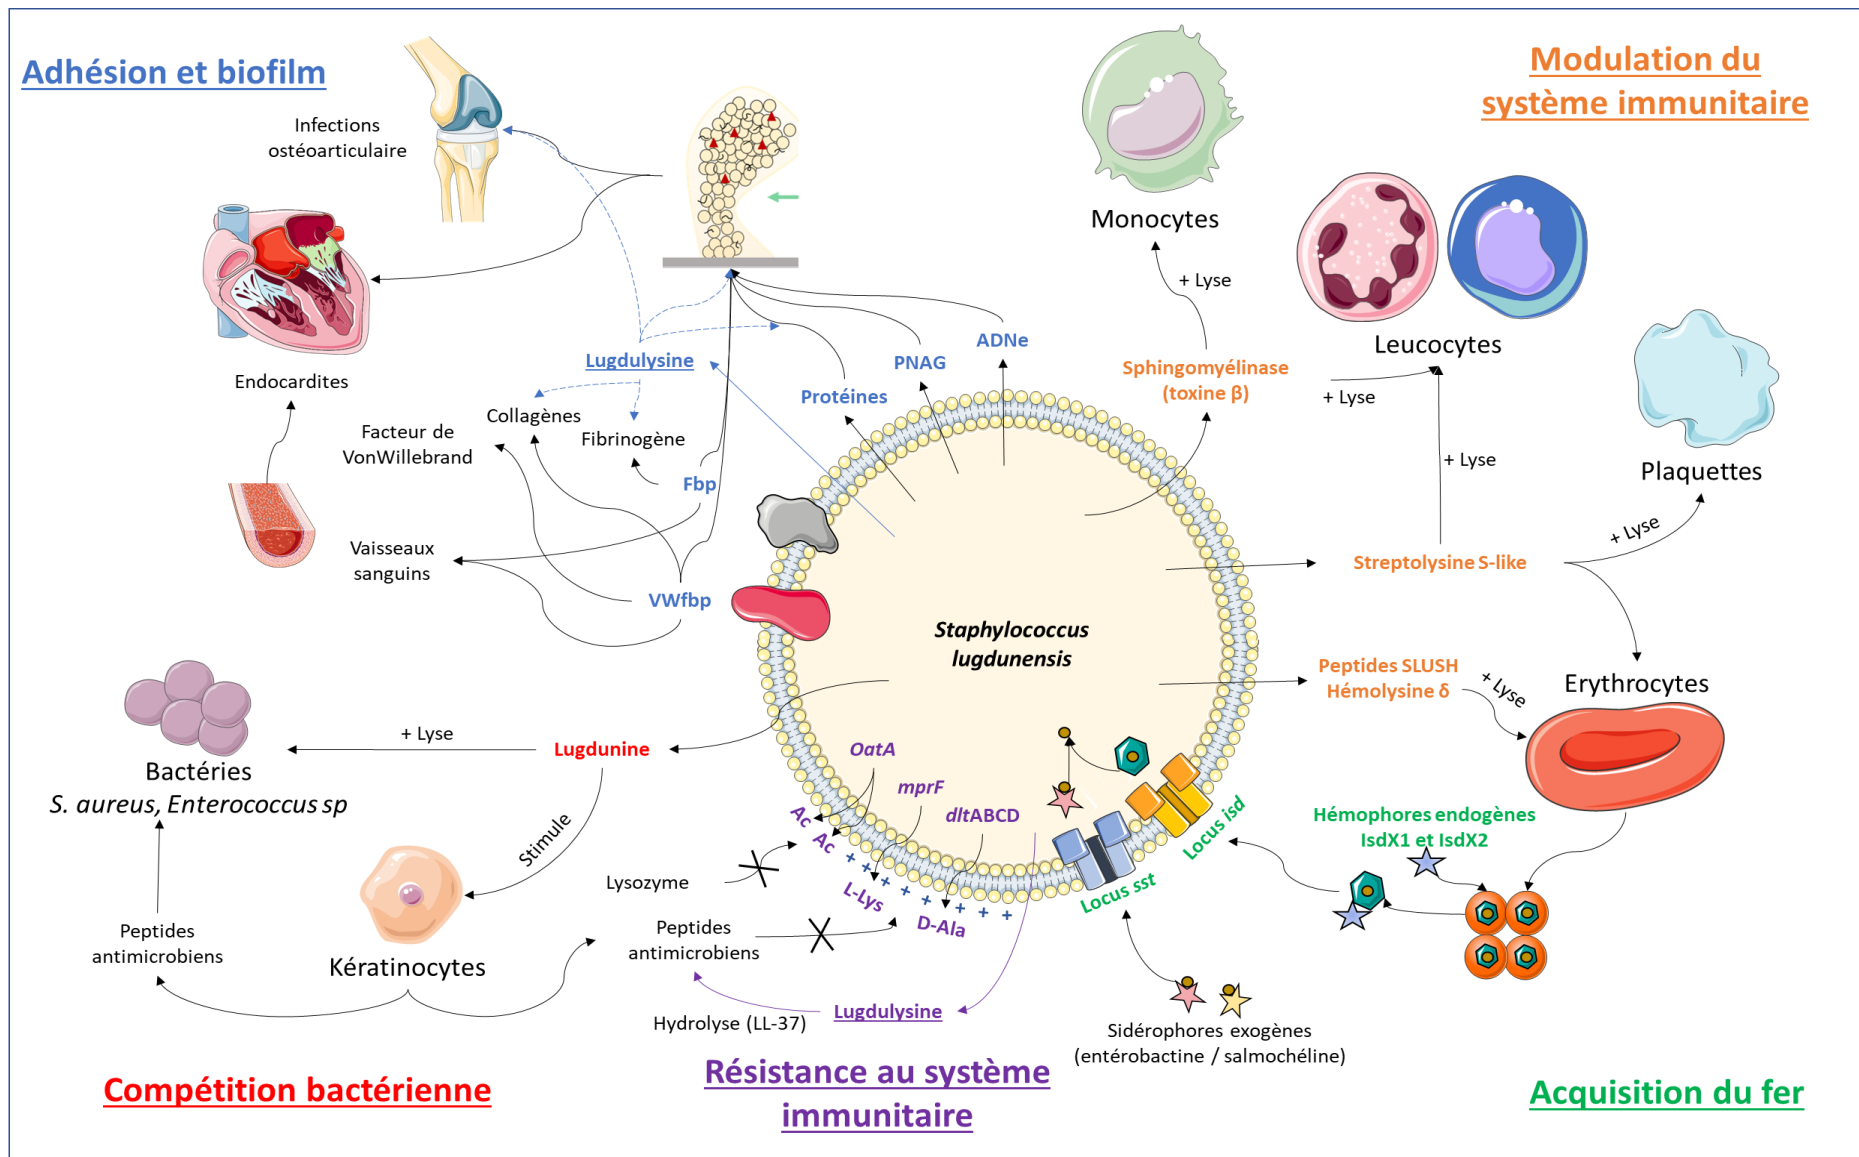 Adhésion et biofilm
Modulation du
système immunitaire
Infections
ostéoarticulaire
Monocytes
+ Lyse
Leucocytes
Endocardites
Lugdulysine
Protéines
PNAG
ADNe
Sphingomyélinase
(toxine β)
+ Lyse
Collagènes
Facteur de
VonWillebrand
Fibrinogène
Fbp
+ Lyse
Plaquettes
+ Lyse
Vaisseaux
sanguins
VWfbp
Streptolysine S-like
Staphylococcus
lugdunensis
Peptides SLUSH
Hémolysine δ
+ Lyse
Erythrocytes
+ Lyse
Lugdunine
Bactéries
S. aureus, Enterococcus sp
Stimule
OatA
mprF
dltABCD
Ac
Ac
+ + + + + + + + +
L-Lys
D-Ala
Locus sst
Locus isd
Hémophores endogènes
IsdX1 et IsdX2
Lysozyme
Peptides
antimicrobiens
Kératinocytes
Peptides
antimicrobiens
Lugdulysine
Hydrolyse (LL-37)
Sidérophores exogènes
(entérobactine / salmochéline)
Compétition bactérienne
Résistance au système
immunitaire
Acquisition du fer